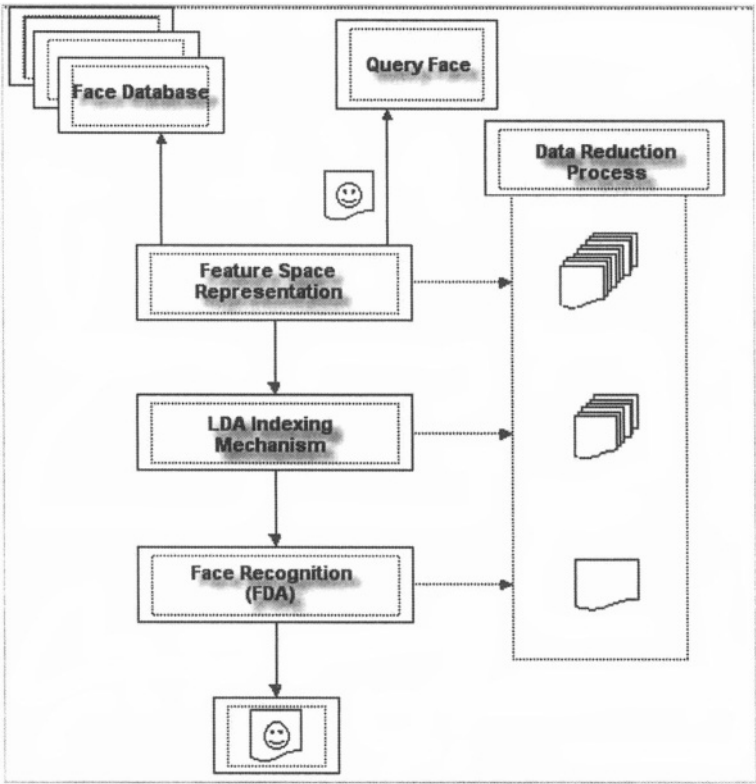 Face Database
Query Face
Data Reduction
Process
Feature Space
Representation
LDA Indexing
Mechanism
Face Recognition
(FDA)